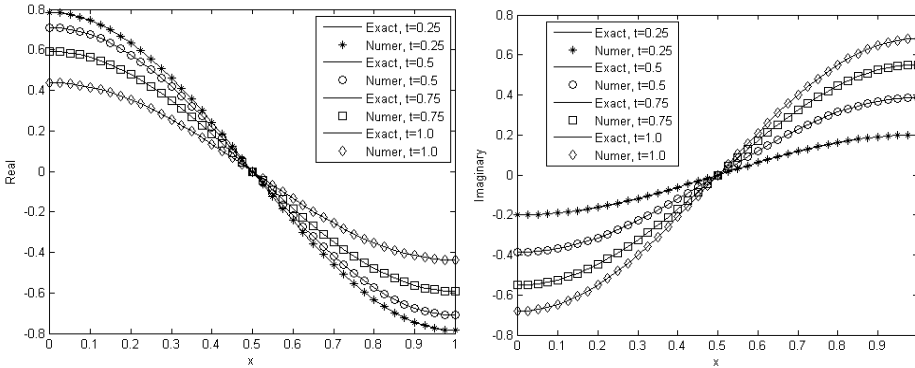 0.8
0.6
0.4
0.2
0
-0.2
-0.4
-0.6
-0.8
Real
0 0.1 0.2 0.3 0.4 0.5 0.6 0.7 0.8 0.9 1
x
Exact, t=0.25
Numer, t=0.25
Exact, t=0.5
Numer, t=0.5
Exact, t=0.75
Numer, t=0.75
Exact, t=1.0
Numer, t=1.0
0.8
0.6
0.4
0.2
0
-0.2
-0.4
-0.6
-0.8
Imaginary
0 0.1 0.2 0.3 0.4 0.5 0.6 0.7 0.8 0.9
x
Exact, t=0.25
Numer, t=0.25
Exact, t=0.5
Numer, t=0.5
Exact, t=0.75
Numer, t=0.75
Exact, t=1.0
Numer, t=1.0